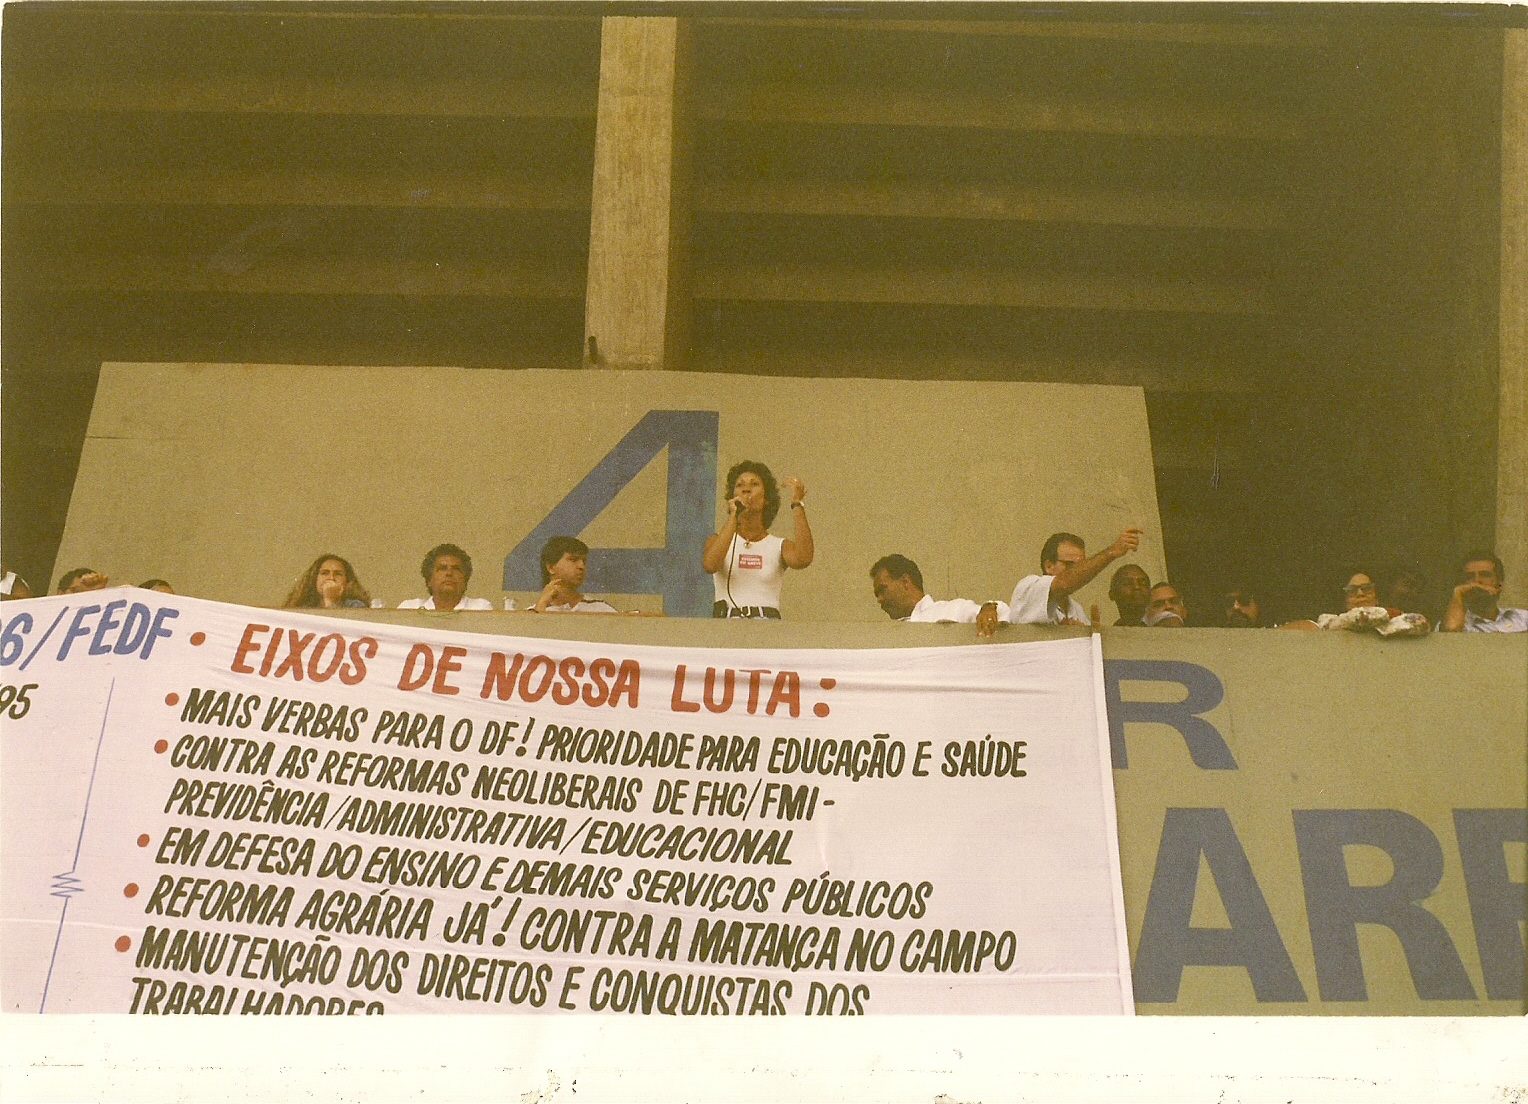 4
6/FEDF
/95
• EIXOS DE NOSSA LUTA:
• MAIS VERBAS PARA O DF! PRIORIDADE PARA EDUCAÇÃO E SAÚDE
• CONTRA AS REFORMAS NEOLIBERAIS DE FHC/FMI -
PREVIDÊNCIA/ADMINISTRATIVA/EDUCACIONAL
• EM DEFESA DO ENSINO E DEMAIS SERVIÇOS PÚBLICOS
• REFORMA AGRÁRIA JÁ! CONTRA A MATANÇA NO CAMPO
• MANUTENÇÃO DOS DIREITOS E CONQUISTAS DOS
TRABALHADORES
R
ARR